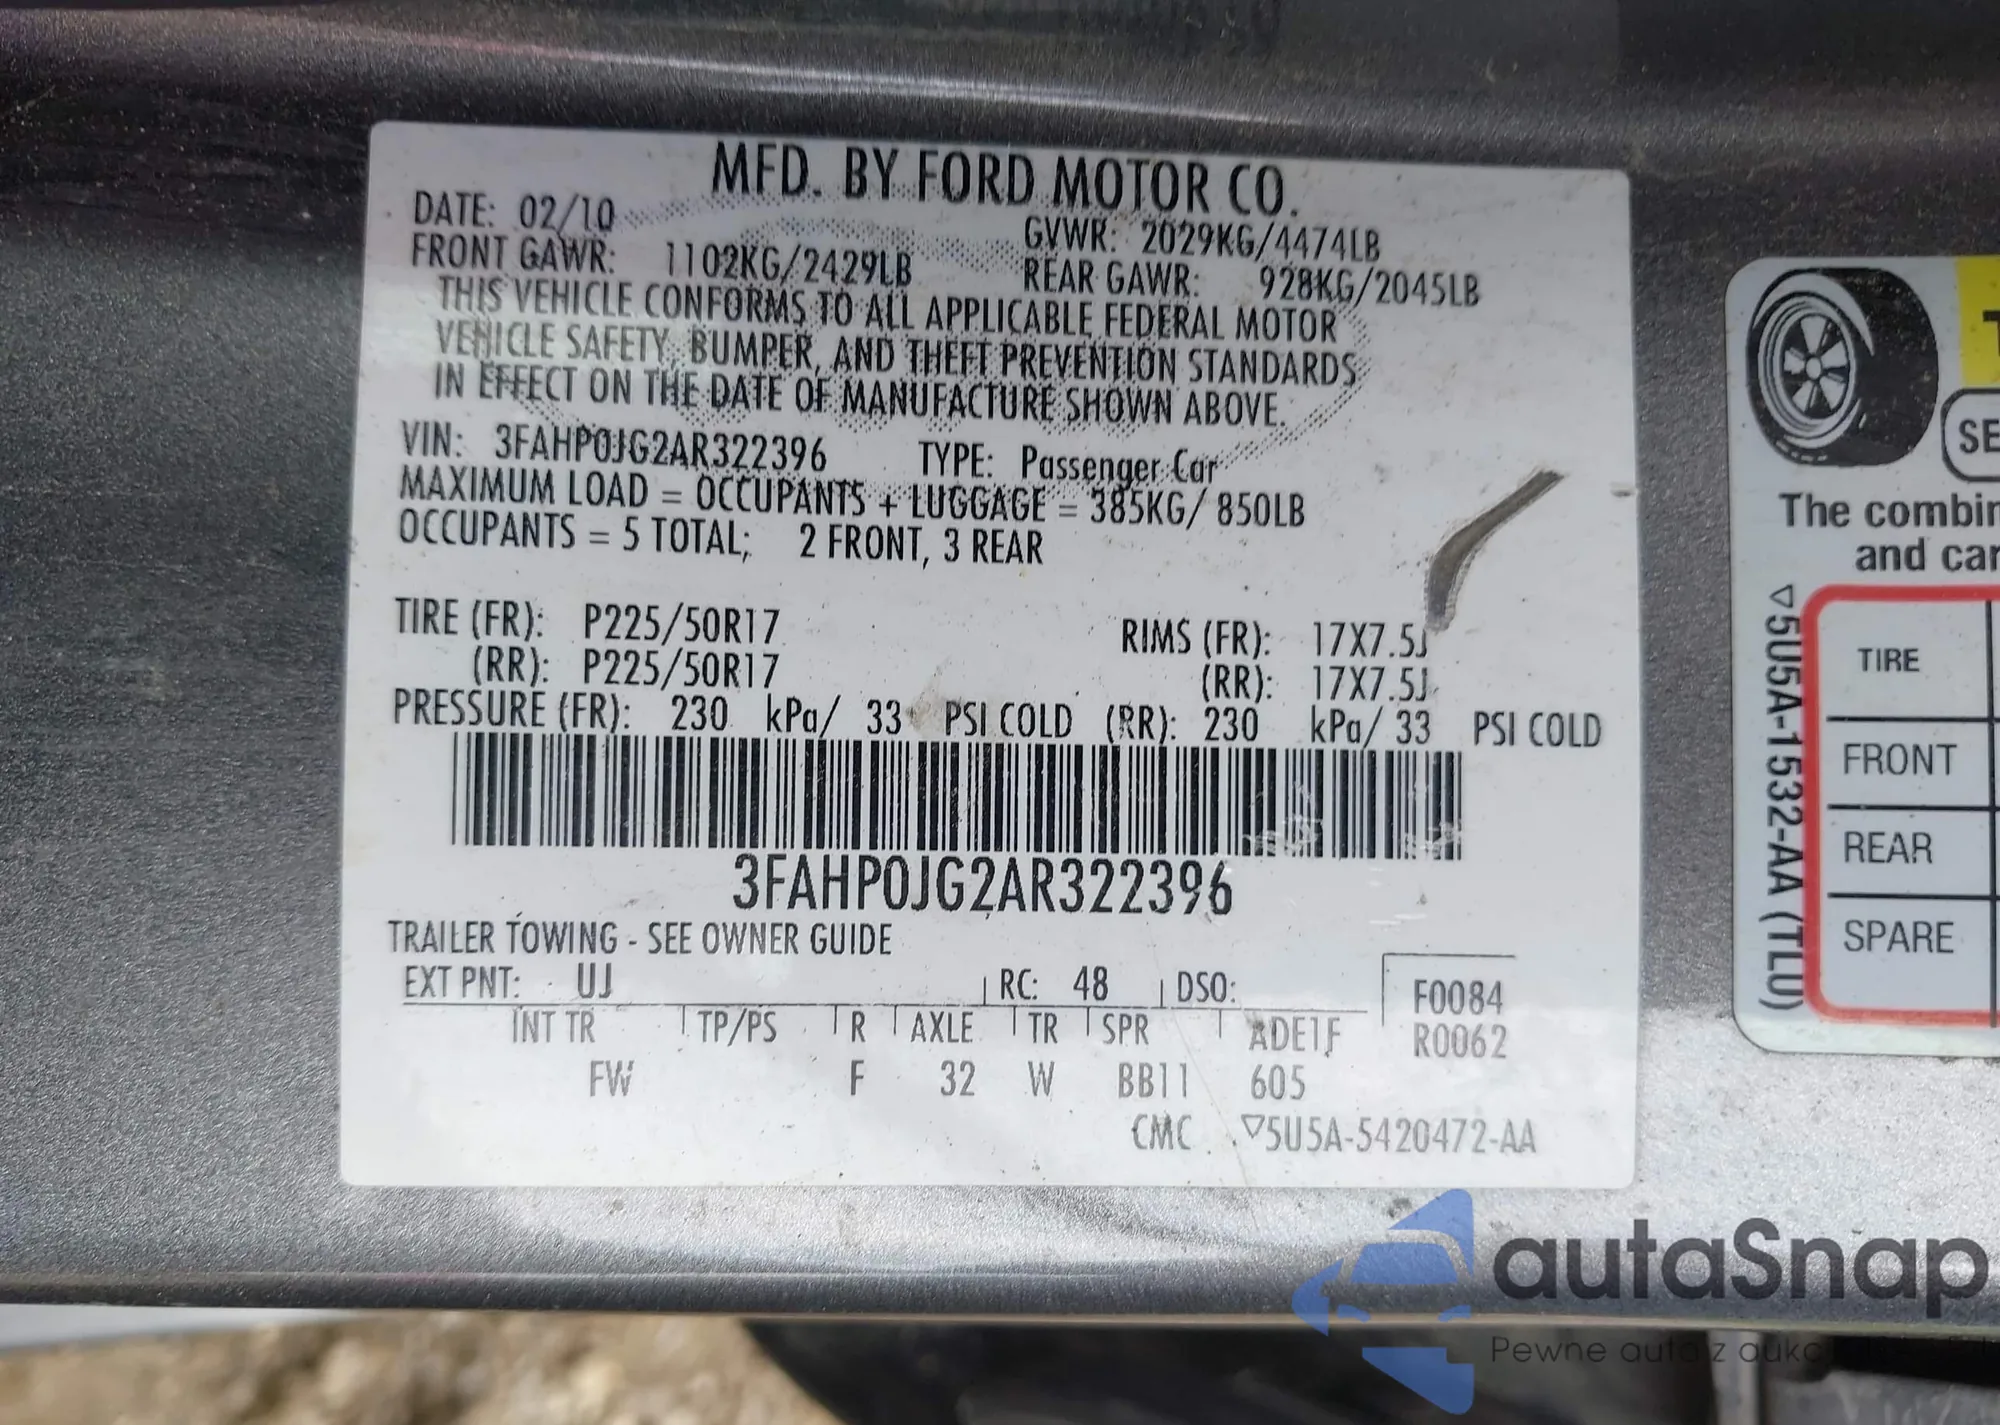 MFD. BY FORD MOTOR CO.
DATE: 02/10
GVWR: 2029KG/4474LB
FRONT GAWR: 1102KG/2429LB
REAR GAWR: 928KG/2045LB
THIS VEHICLE CONFORMS TO ALL APPLICABLE FEDERAL MOTOR
VEHICLE SAFETY, BUMPER, AND THEFT PREVENTION STANDARDS
IN EFFECT ON THE DATE OF MANUFACTURE SHOWN ABOVE.
VIN: 3FAHP0JG2AR322396 TYPE: Passenger Car
MAXIMUM LOAD = OCCUPANTS + LUGGAGE = 385KG/ 850LB
OCCUPANTS = 5 TOTAL; 2 FRONT, 3 REAR
TIRE (FR): P225/50R17 RIMS (FR): 17X7.5J
(RR): P225/50R17 (RR): 17X7.5J
PRESSURE (FR): 230 kPa/ 33 PSI COLD (RR): 230 kPa/ 33 PSI COLD
3FAHP0JG2AR322396
TRAILER TOWING - SEE OWNER GUIDE
EXT PNT: UJ RC: 48 DSO: F0084
INT TR TP/PS R AXLE TR SPR ADE1F R0062
FW F 32 W BB11 605
CMC ▽5U5A-5420472-AA
The
and
▽5U5A-1532-AA (TLU)
TIRE
FRONT
REAR
SPARE
autaSnap
Pewne auta z